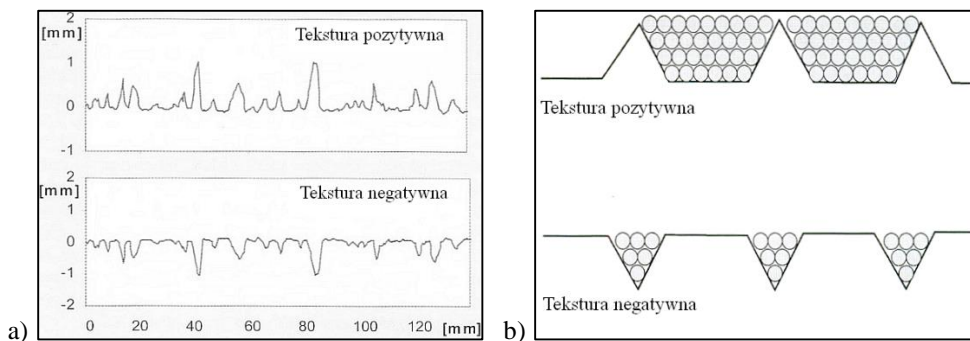 2
[mm]
Tekstura pozytywna
1
0
-1
2
[mm]
Tekstura negatywna
1
0
-1
-2
0 20 40 60 80 100 120 [mm]
a)
Tekstura pozytywna
Tekstura negatywna
b)